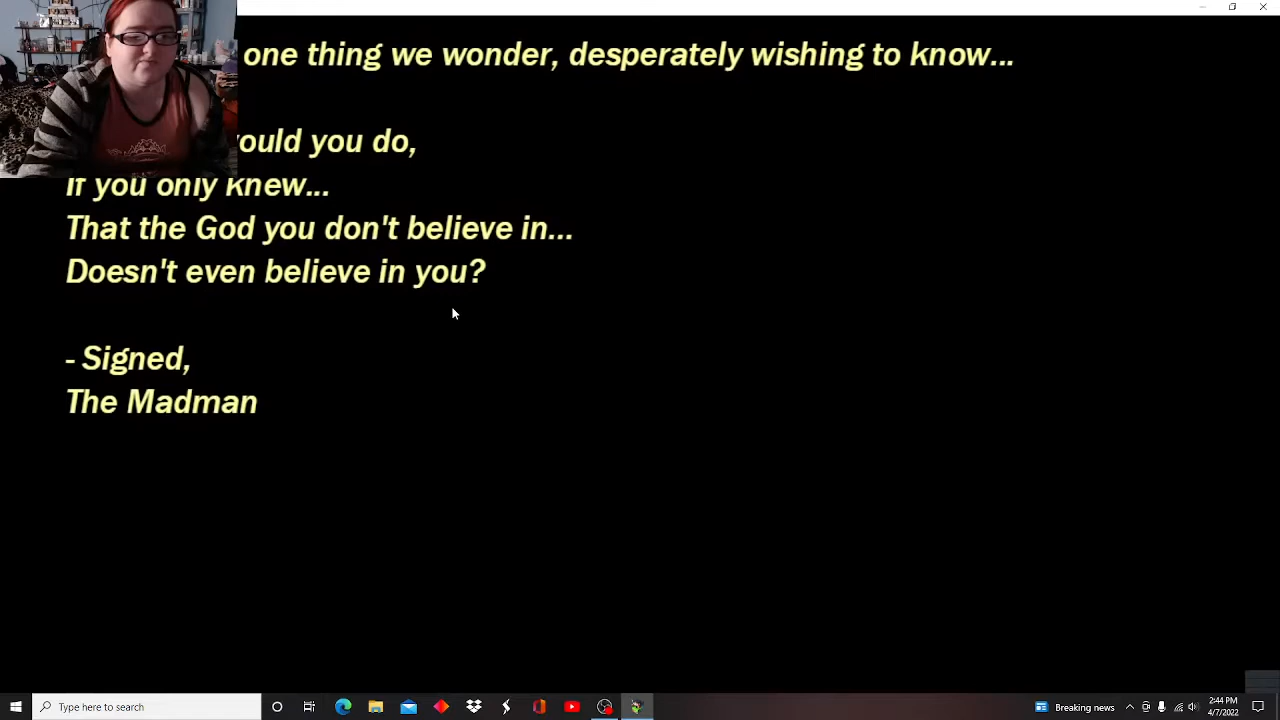 one thing we wonder, desperately wishing to know...
would you do,
If you only knew...
That the God you don't believe in...
Doesn't even believe in you?
- Signed,
The Madman
Type here to search
Breaking news
2:44 PM
4/7/2022